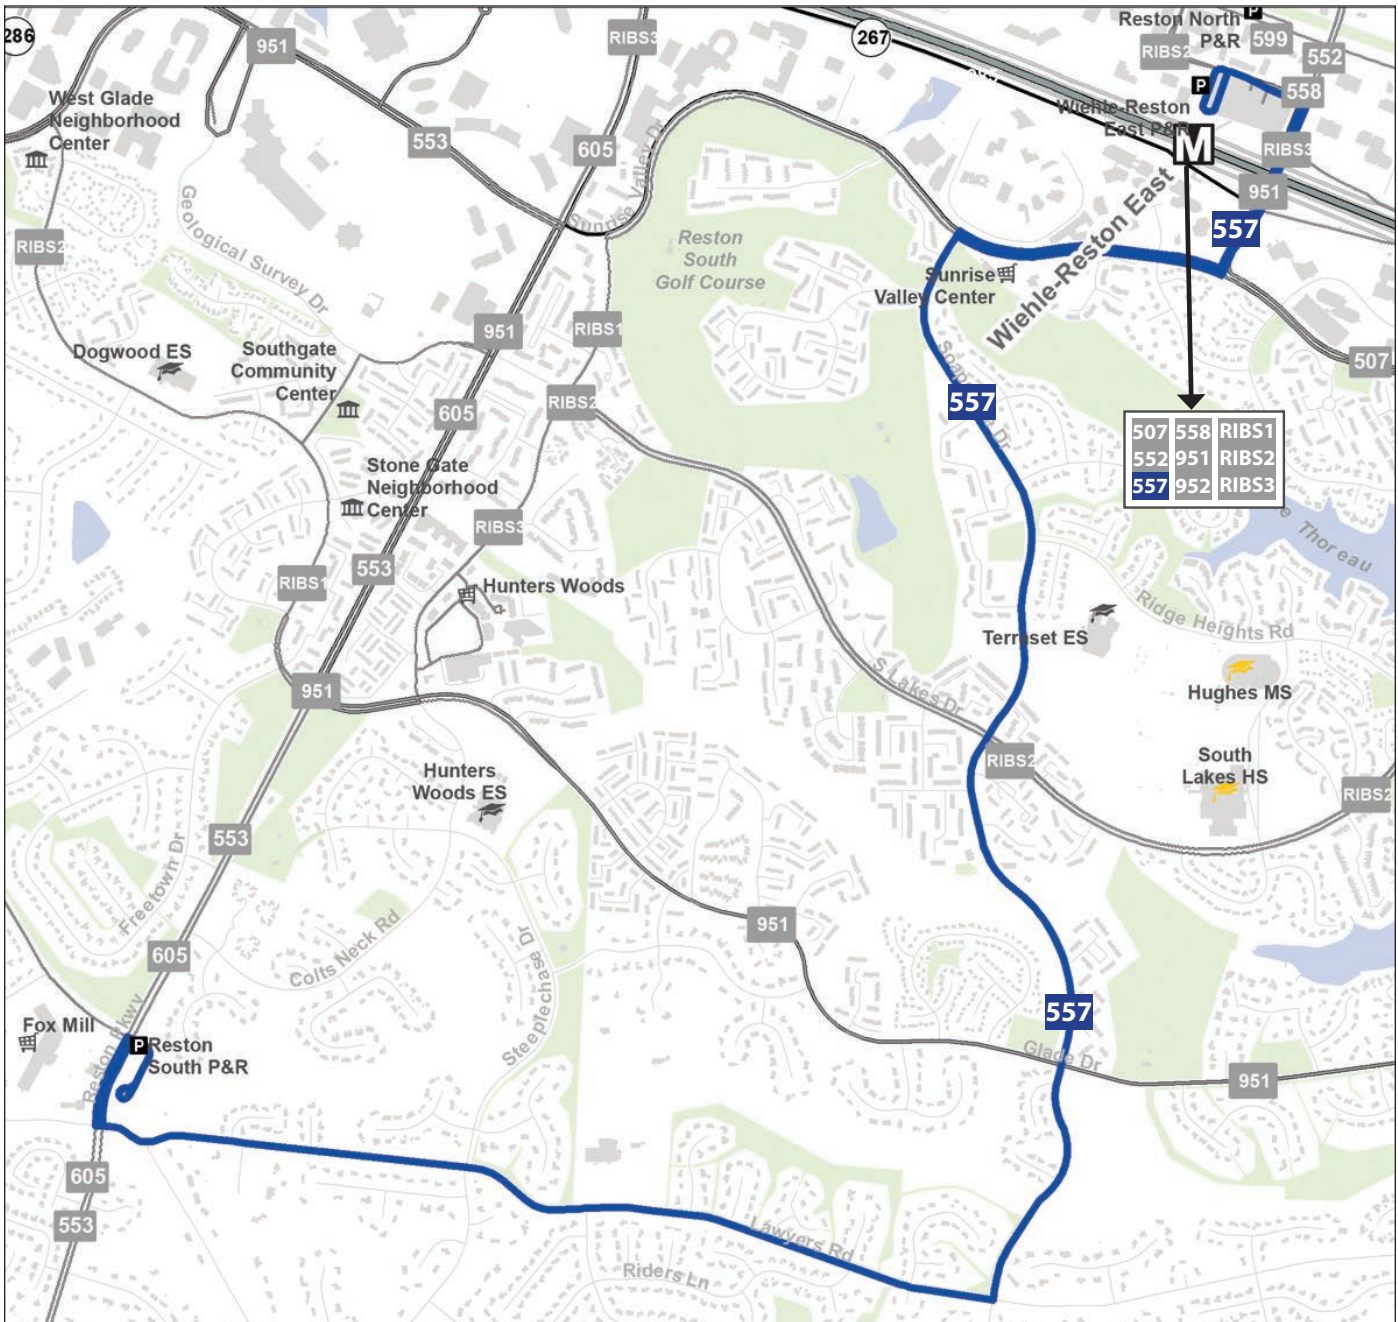 286
951
RIBS3
267
Reston North
P&R
P
RIBS2
599
552
P
558
West Glade
Neighborhood
Center
Wiehle-Reston
East P&R
M
553
605
RIBS3
951
Sunrise Valley Dr
557
RIBS2
Geological Survey Dr
Reston
South
Golf Course
Sunrise
Valley Center
Wiehle-Reston East
951
RIBS1
507
Dogwood ES
Southgate
Community
Center
605
RIBS2
557
Dr
507 558 RIBS1
552 951 RIBS2
557 952 RIBS3
Stone Gate
Neighborhood
Center
RIBS3
Thoreau
553
RIBS1
Hunters Woods
Terraset ES
Ridge Heights Rd
951
S Lakes Dr
Hughes MS
RIBS2
South
Lakes HS
Hunters
Woods ES
RIBS2
553
Freetown Dr
951
605
Colts Neck Rd
Steeplechase Dr
557
Fox Mill
Reston Pkwy
P
Reston
South P&R
Glade Dr
951
605
553
Lawyers Rd
Riders Ln